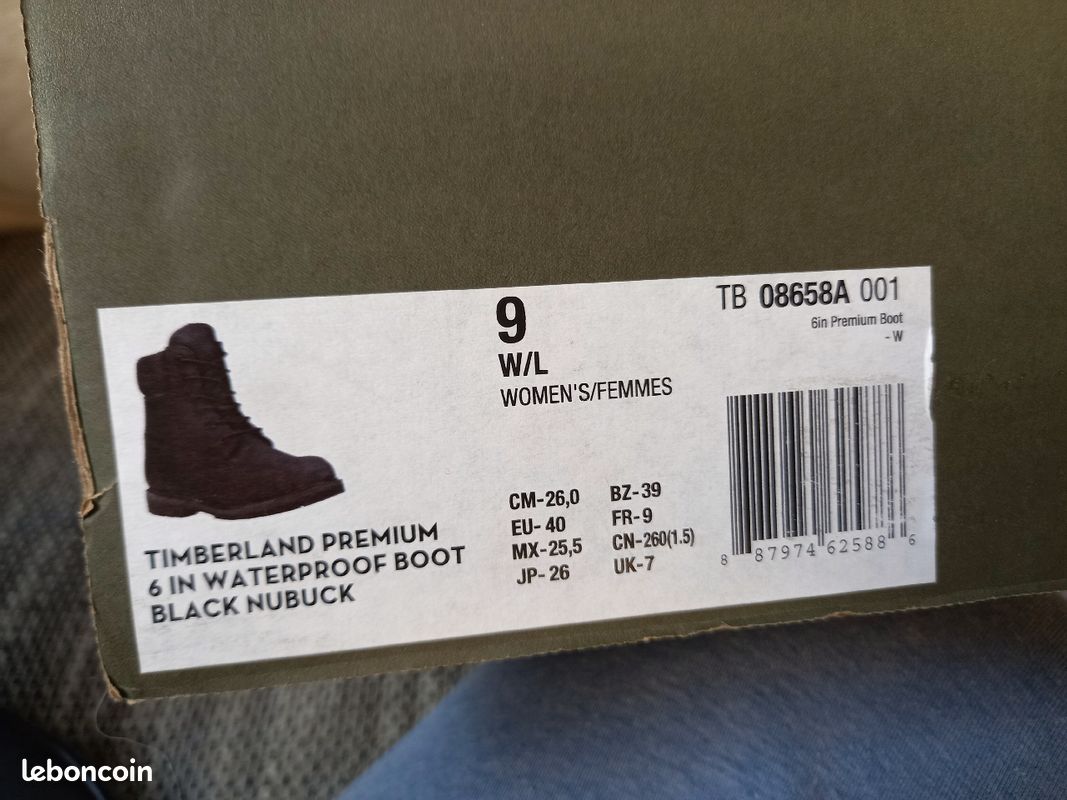 TB 08658A 001
6in Premium Boot
- W
9
W/L
WOMEN'S/FEMMES
CM-26,0 BZ-39
EU- 40 FR-9
MX-25,5 CN-260(1.5)
JP- 26 UK-7
8 87974 62588 6
TIMBERLAND PREMIUM
6 IN WATERPROOF BOOT
BLACK NUBUCK
leboncoin